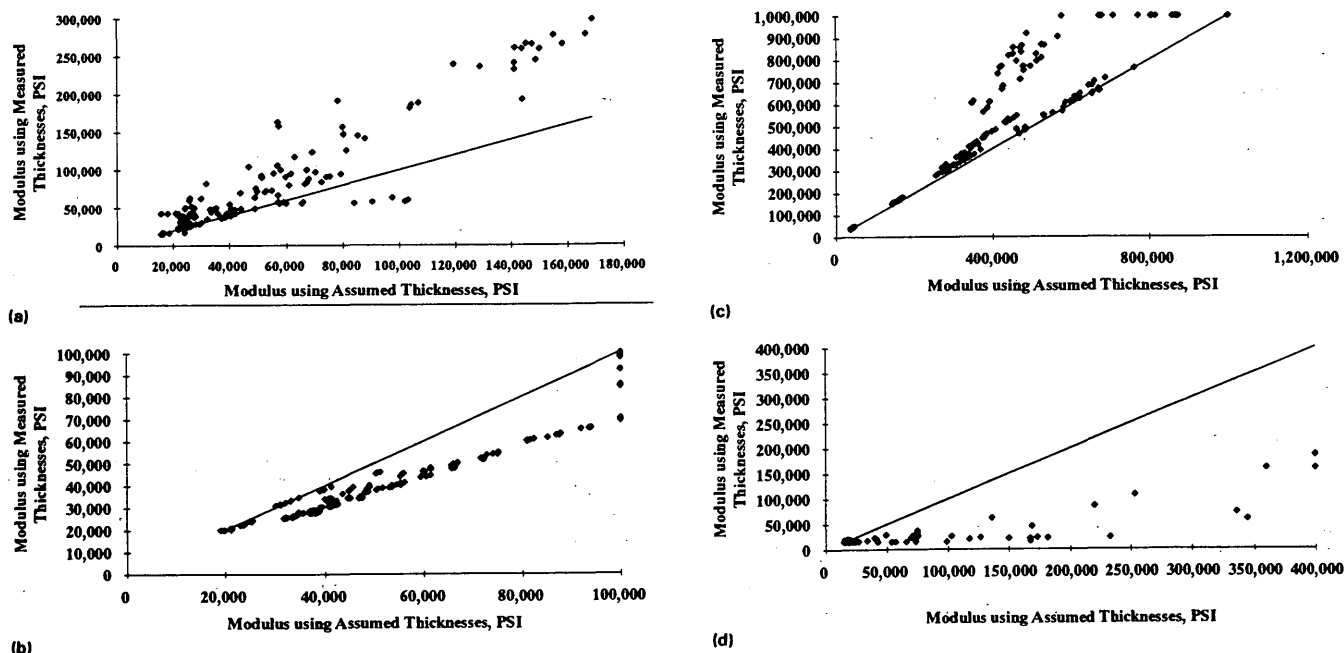 300,000
250,000
200,000
150,000
100,000
50,000
0
Modulus using Measured
Thicknesses, PSI
0 20,000 40,000 60,000 80,000 100,000 120,000 140,000 160,000 180,000
Modulus using Assumed Thicknesses, PSI
(a)
100,000
90,000
80,000
70,000
60,000
50,000
40,000
30,000
20,000
10,000
0
Modulus using Measured
Thicknesses, PSI
0 20,000 40,000 60,000 80,000 100,000
Modulus using Assumed Thicknesses, PSI
(b)
1,000,000
900,000
800,000
700,000
600,000
500,000
400,000
300,000
200,000
100,000
0
Modulus using Measured
Thicknesses, PSI
0 400,000 800,000 1,200,000
Modulus using Assumed Thicknesses, PSI
(c)
400,000
350,000
300,000
250,000
200,000
150,000
100,000
50,000
0
Modulus using Measured
Thicknesses, PSI
0 50,000 100,000 150,000 200,000 250,000 300,000 350,000 400,000
Modulus using Assumed Thicknesses, PSI
(d)